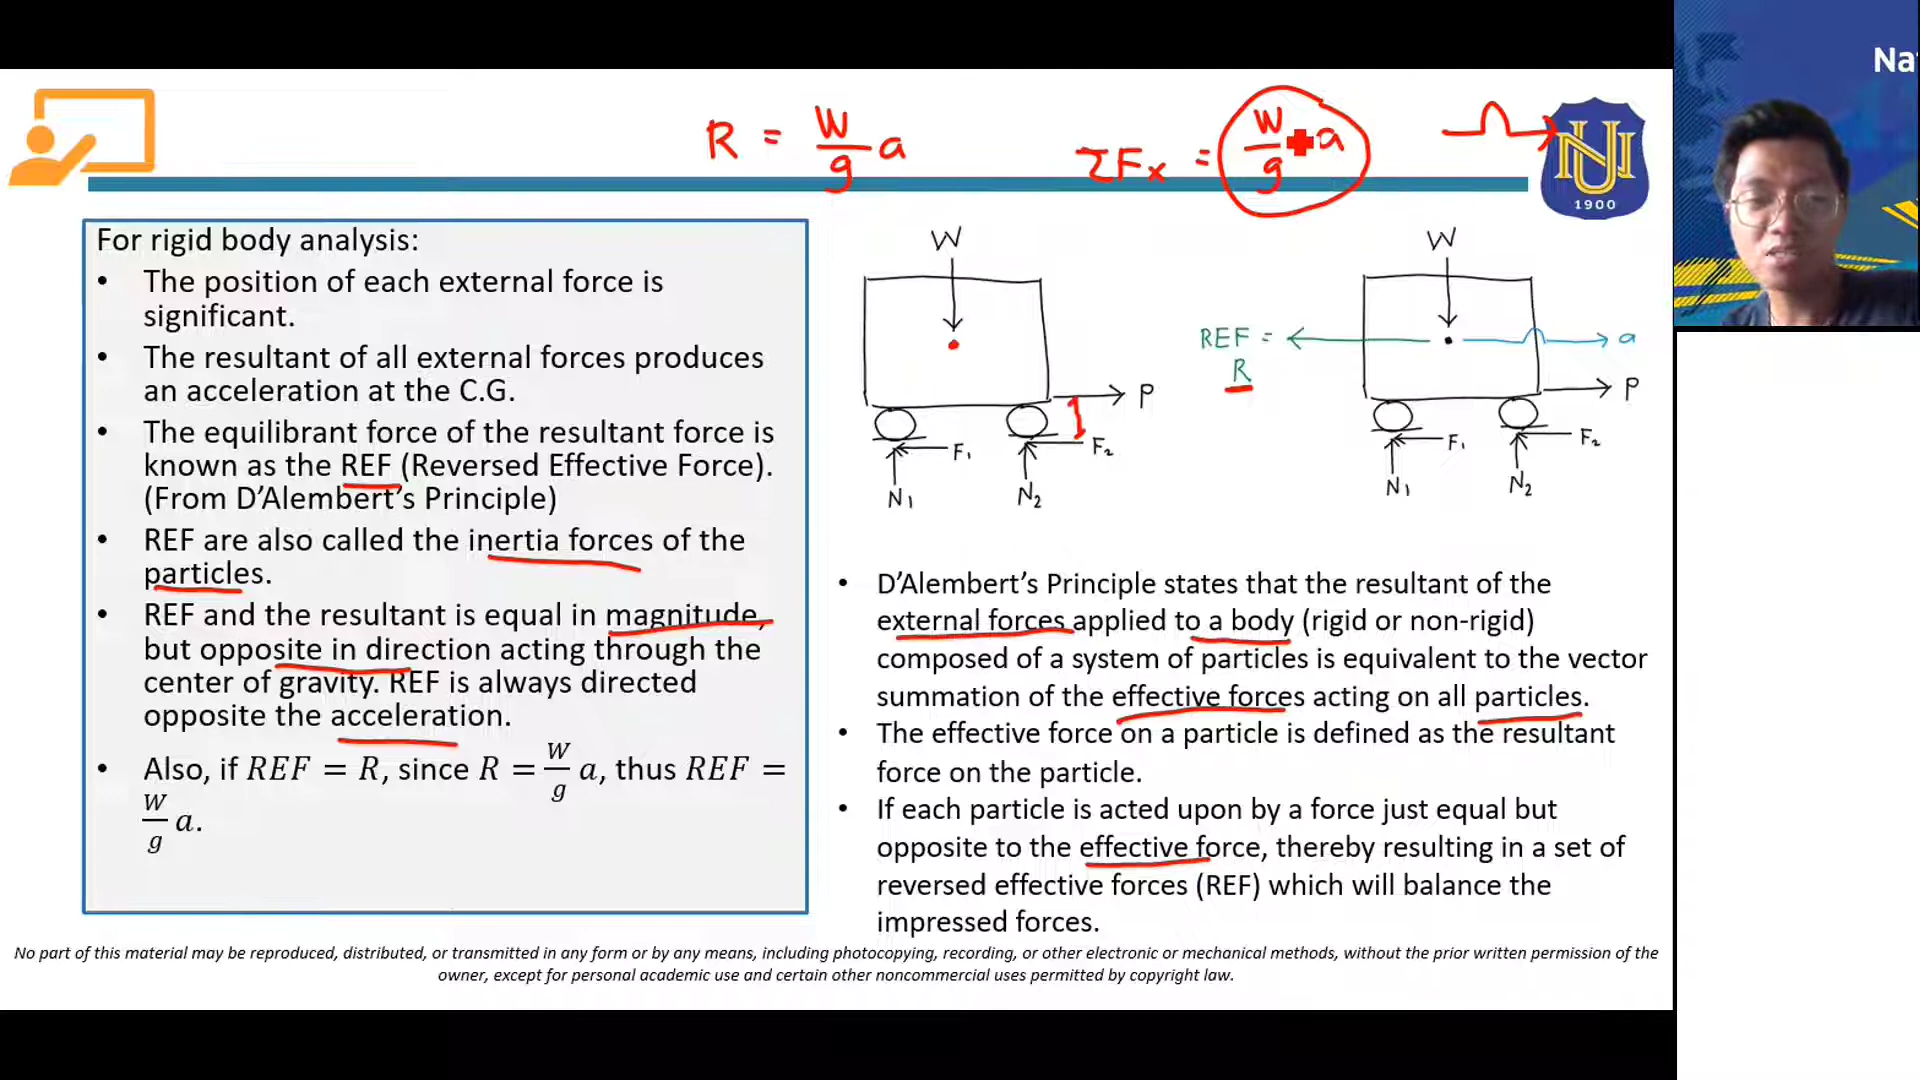 Na
R = W/g a
ΣFx = W/g a
NU
1900
For rigid body analysis:
• The position of each external force is
significant.
• The resultant of all external forces produces
an acceleration at the C.G.
• The equilibrant force of the resultant force is
known as the REF (Reversed Effective Force).
(From D’Alembert’s Principle)
• REF are also called the inertia forces of the
particles.
• REF and the resultant is equal in magnitude,
but opposite in direction acting through the
center of gravity. REF is always directed
opposite the acceleration.
• Also, if REF = R, since R = W/g a, thus REF =
W/g a.
W
P
F₁
F₂
N₁
N₂
W
REF =
R
a
P
F₁
F₂
N₁
N₂
• D’Alembert’s Principle states that the resultant of the
external forces applied to a body (rigid or non-rigid)
composed of a system of particles is equivalent to the vector
summation of the effective forces acting on all particles.
• The effective force on a particle is defined as the resultant
force on the particle.
• If each particle is acted upon by a force just equal but
opposite to the effective force, thereby resulting in a set of
reversed effective forces (REF) which will balance the
impressed forces.
No part of this material may be reproduced, distributed, or transmitted in any form or by any means, including photocopying, recording, or other electronic or mechanical methods, without the prior written permission of the
owner, except for personal academic use and certain other noncommercial uses permitted by copyright law.